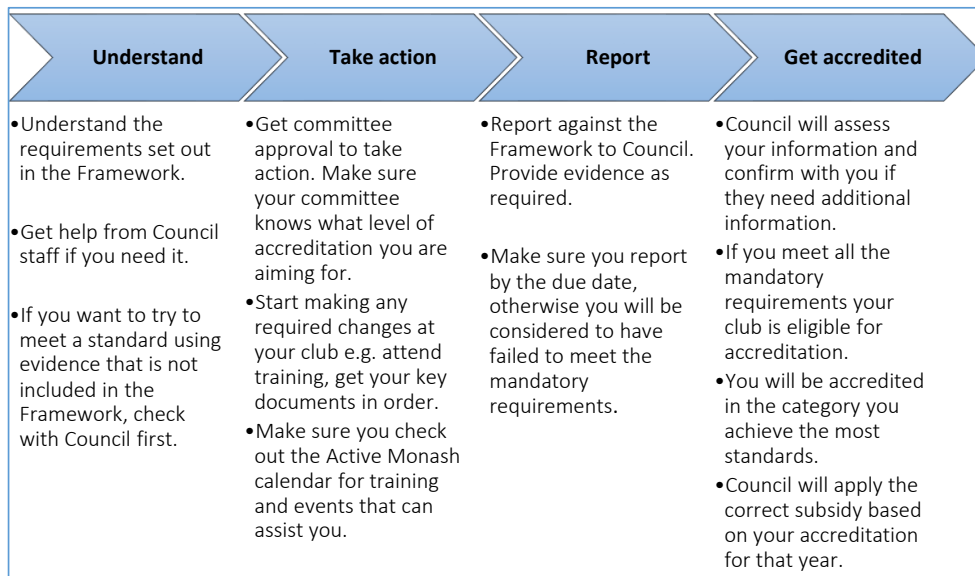 Understand
Take action
Report
Get accredited
•Understand the
requirements set out
in the Framework.
•Get help from Council
staff if you need it.
•If you want to try to
meet a standard using
evidence that is not
included in the
Framework, check
with Council first.
•Get committee
approval to take
action. Make sure
your committee
knows what level of
accreditation you are
aiming for.
•Start making any
required changes at
your club e.g. attend
training, get your key
documents in order.
•Make sure you check
out the Active Monash
calendar for training
and events that can
assist you.
•Report against the
Framework to Council.
Provide evidence as
required.
•Make sure you report
by the due date,
otherwise you will be
considered to have
failed to meet the
mandatory
requirements.
•Council will assess
your information and
confirm with you if
they need additional
information.
•If you meet all the
mandatory
requirements your
club is eligible for
accreditation.
•You will be accredited
in the category you
achieve the most
standards.
•Council will apply the
correct subsidy based
on your accreditation
for that year.